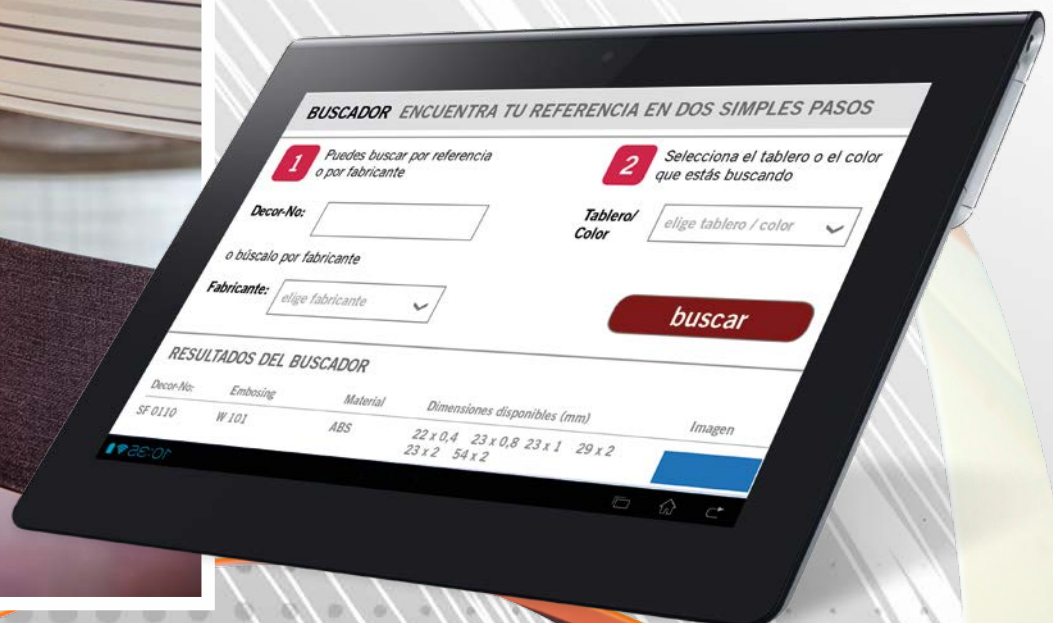 BUSCADOR ENCUENTRA TU REFERENCIA EN DOS SIMPLES PASOS
1
Puedes buscar por referencia
o por fabricante
Decor-No:
o búscalo por fabricante
Fabricante:
elige fabricante
2
Selecciona el tablero o el color
que estás buscando
Tablero/
Color
elige tablero / color
buscar
RESULTADOS DEL BUSCADOR
Decor-No: Embosing Material Dimensiones disponibles (mm) Imagen
SF 0110 W 101 ABS 22 x 0,4 23 x 0,8 23 x 1 29 x 2
23 x 2 54 x 2
10:35